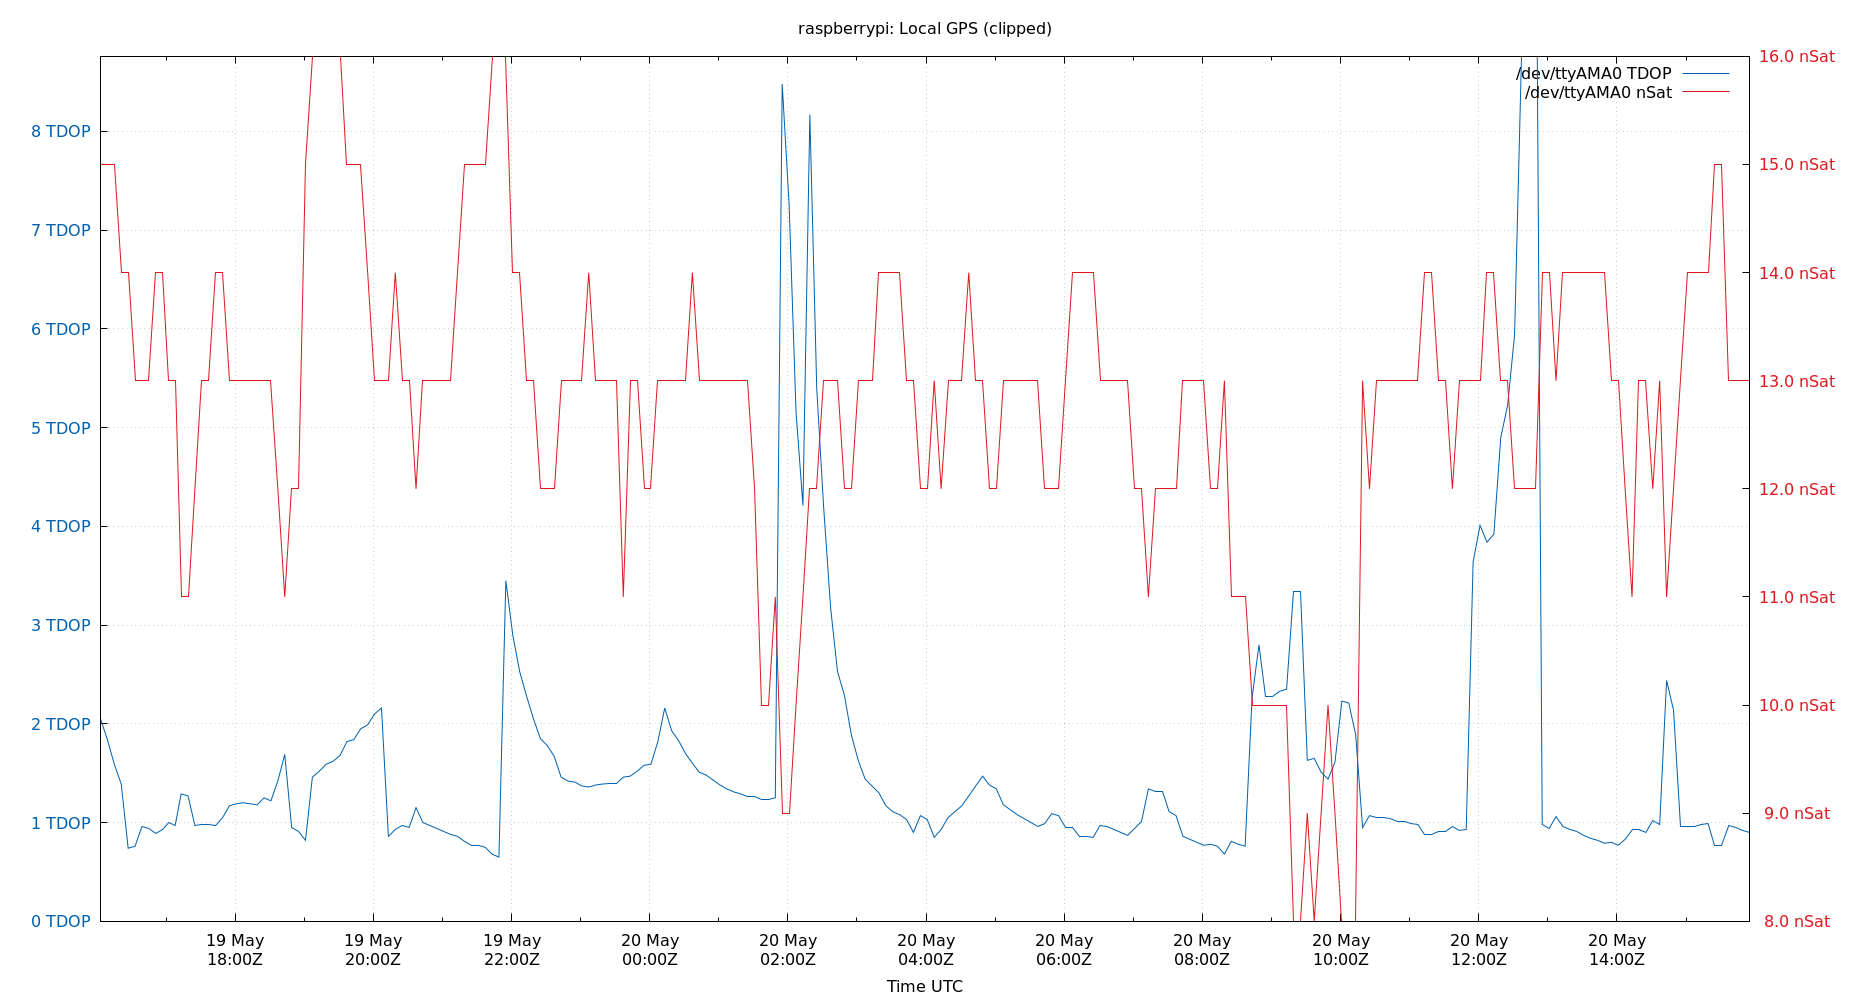 raspberrypi: Local GPS (clipped)
/dev/ttyAMA0 TDOP
/dev/ttyAMA0 nSat
8 TDOP
7 TDOP
6 TDOP
5 TDOP
4 TDOP
3 TDOP
2 TDOP
1 TDOP
0 TDOP
16.0 nSat
15.0 nSat
14.0 nSat
13.0 nSat
12.0 nSat
11.0 nSat
10.0 nSat
9.0 nSat
8.0 nSat
19 May
18:00Z
19 May
20:00Z
19 May
22:00Z
20 May
00:00Z
20 May
02:00Z
20 May
04:00Z
20 May
06:00Z
20 May
08:00Z
20 May
10:00Z
20 May
12:00Z
20 May
14:00Z
Time UTC